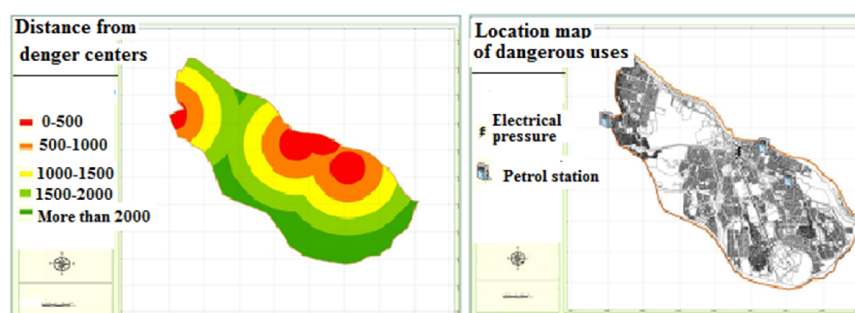 Distance from
denger centers
0-500
500-1000
1000-1500
1500-2000
More than 2000
Location map
of dangerous uses
Electrical
pressure
Petrol station